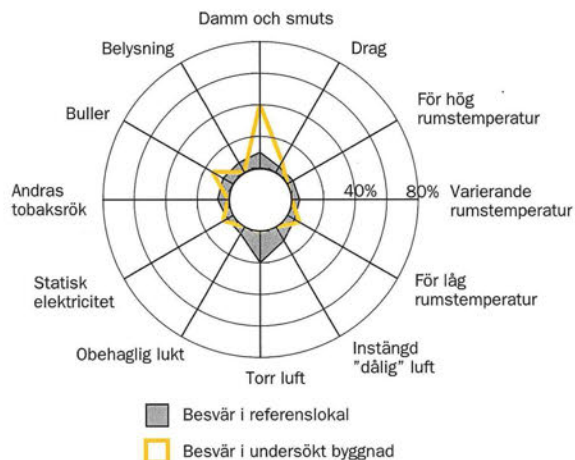 Damm och smuts
Belysning
Drag
Buller
För hög
rumstemperatur
Andras
tobaksrök
40%
80%
Varierande
rumstemperatur
Statisk
elektricitet
För låg
rumstemperatur
Obehaglig lukt
Torr luft
Instängd
"dålig" luft
Besvär i referenslokal
Besvär i undersökt byggnad